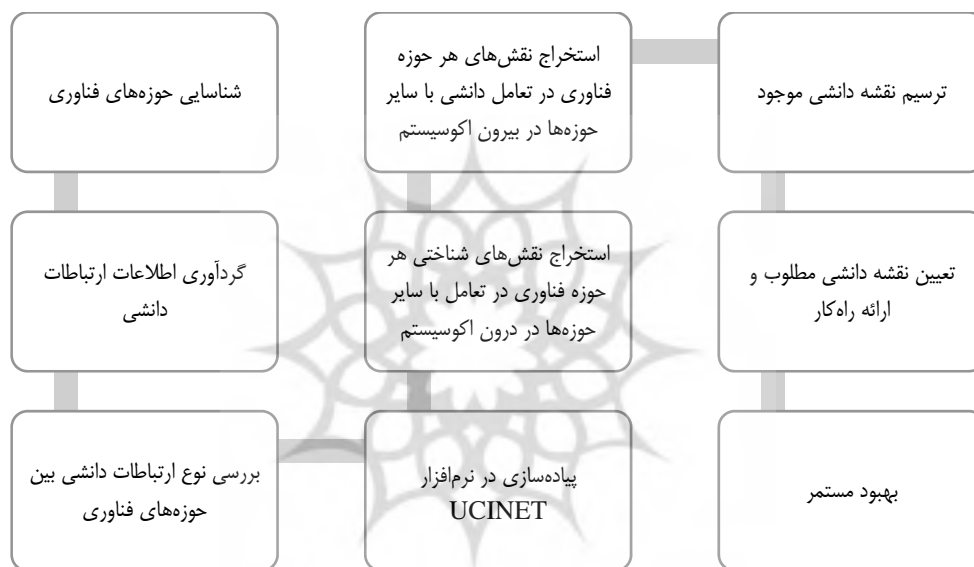 شناسایی حوزه‌های فناوری
گردآوری اطلاعات ارتباطات
دانشی
بررسی نوع ارتباطات دانشی بین
حوزه‌های فناوری
پیاده‌سازی در نرم‌افزار
UCINET
استخراج نقش‌های شناختی هر
حوزه فناوری در تعامل با سایر
حوزه‌ها در درون اکوسیستم
استخراج نقش‌های هر حوزه
فناوری در تعامل دانشی با سایر
حوزه‌ها در بیرون اکوسیستم
ترسیم نقشه دانشی موجود
تعیین نقشه دانشی مطلوب و
ارائه راه‌کار
بهبود مستمر